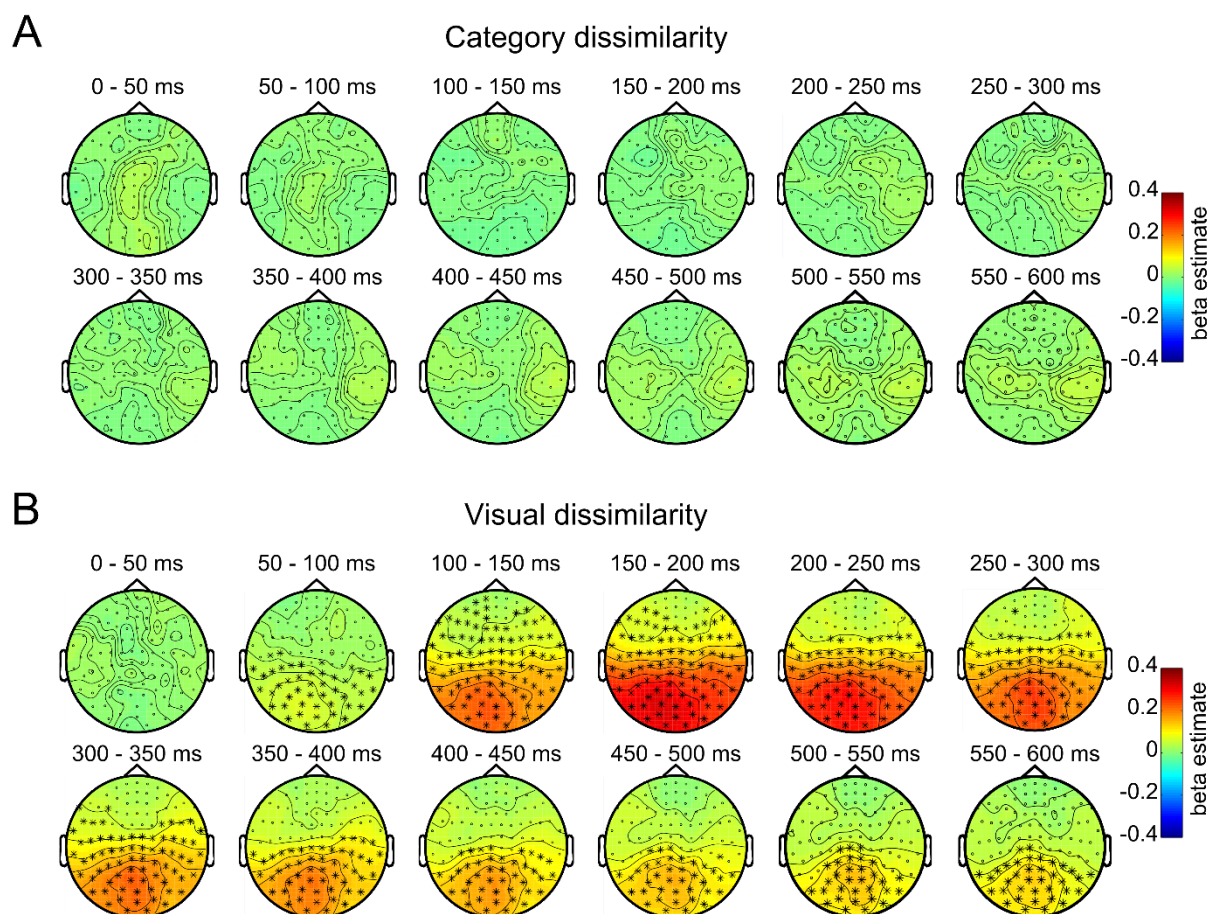 A
Category dissimilarity
0 - 50 ms 50 - 100 ms 100 - 150 ms 150 - 200 ms 200 - 250 ms 250 - 300 ms
0.4
0.2
0
-0.2
-0.4
beta estimate
300 - 350 ms 350 - 400 ms 400 - 450 ms 450 - 500 ms 500 - 550 ms 550 - 600 ms
B
Visual dissimilarity
0 - 50 ms 50 - 100 ms 100 - 150 ms 150 - 200 ms 200 - 250 ms 250 - 300 ms
0.4
0.2
0
-0.2
-0.4
beta estimate
300 - 350 ms 350 - 400 ms 400 - 450 ms 450 - 500 ms 500 - 550 ms 550 - 600 ms